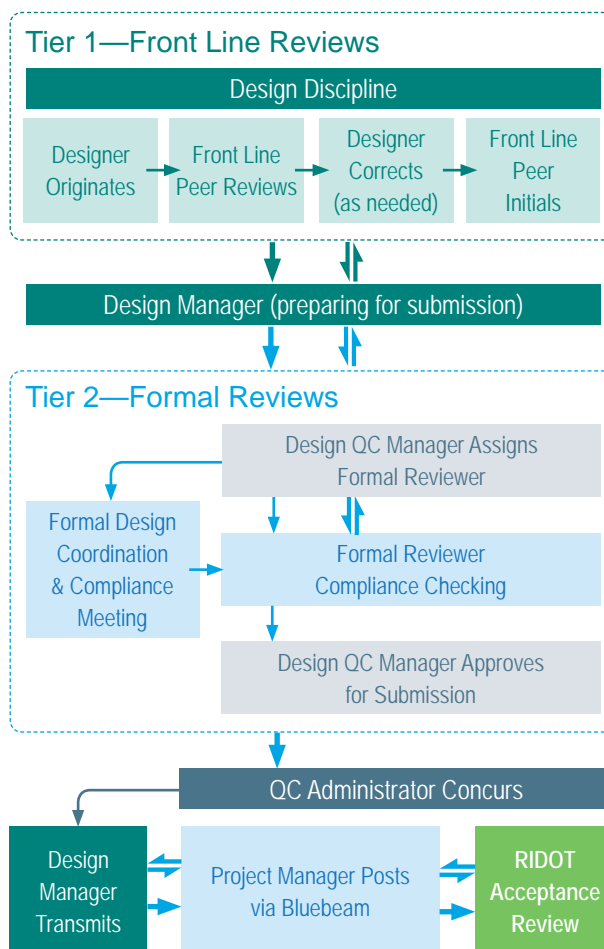 Tier 1—Front Line Reviews
Design Discipline
Designer
Originates
Front Line
Peer Reviews
Designer
Corrects
(as needed)
Front Line
Peer
Initials
Design Manager (preparing for submission)
Tier 2—Formal Reviews
Design QC Manager Assigns
Formal Reviewer
Formal Design
Coordination
& Compliance
Meeting
Formal Reviewer
Compliance Checking
Design QC Manager Approves
for Submission
QC Administrator Concurs
Design
Manager
Transmits
Project Manager Posts
via Bluebeam
RIDOT
Acceptance
Review